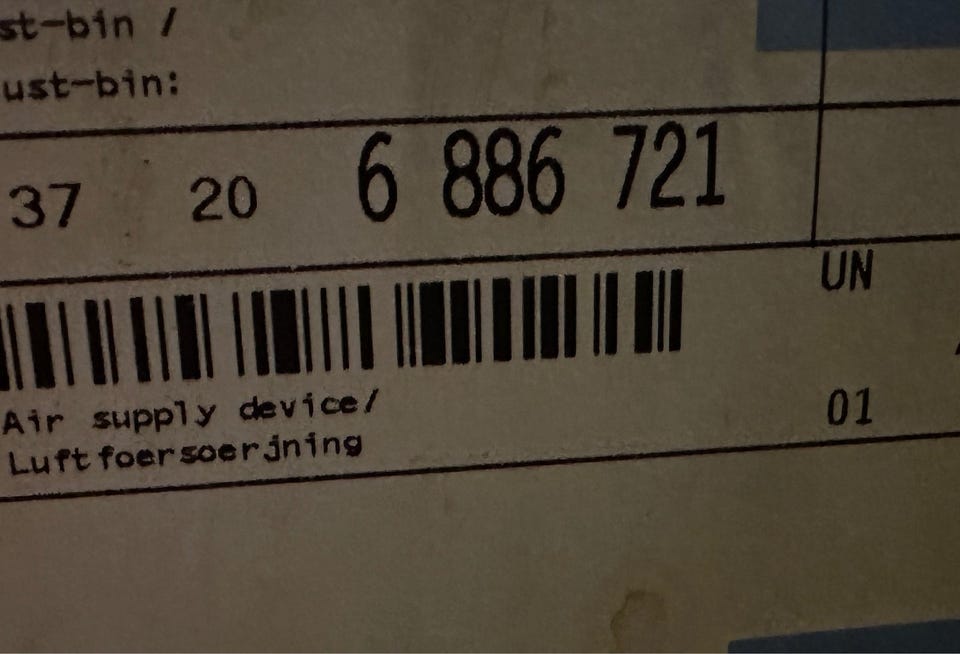 st-bin /
ust-bin:
37 20 6 886 721
UN
Air supply device/
01
Luftfoersoerjning